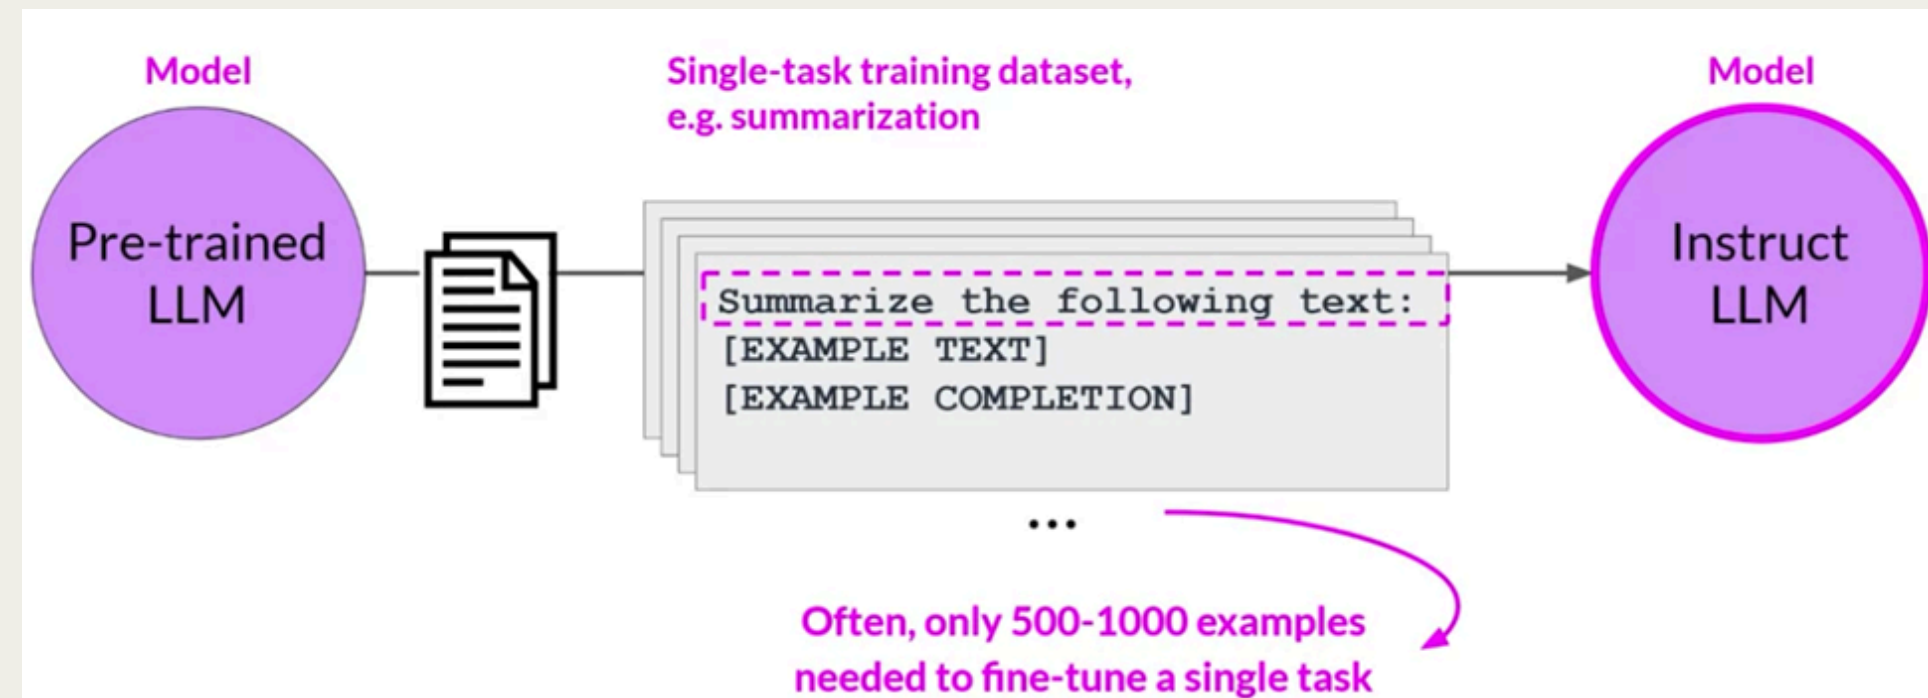 Model
Single-task training dataset,
e.g. summarization
Model
Pre-trained
LLM
Summarize the following text:
[EXAMPLE TEXT]
[EXAMPLE COMPLETION]
...
Instruct
LLM
Often, only 500-1000 examples
needed to fine-tune a single task